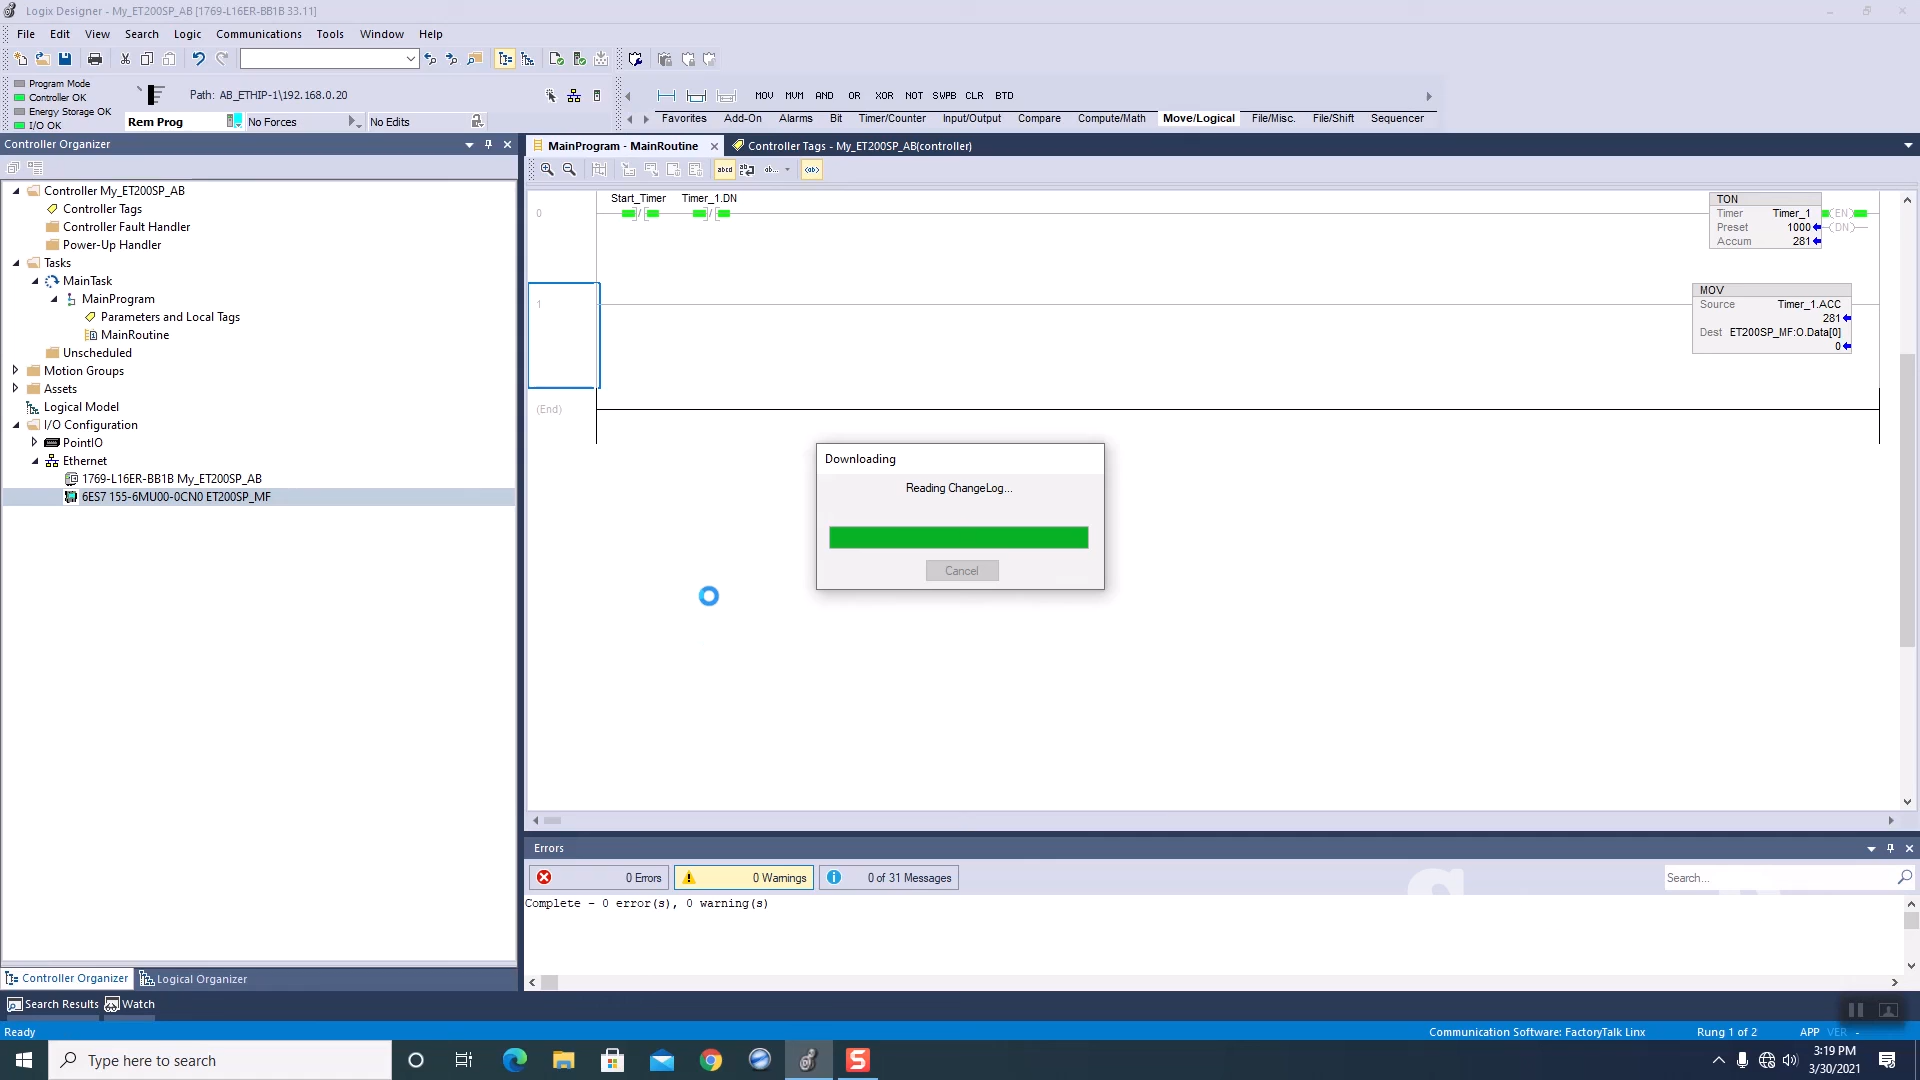 Logix Designer - My_ET200SP_AB [1769-L16ER-BB1B 33.11]
File Edit View Search Logic Communications Tools Window Help
Program Mode
Controller OK
Energy Storage OK
I/O OK
Path: AB_ETHIP-1\192.168.0.20
Rem Prog No Forces No Edits
MOV MVM AND OR XOR NOT SWPB CLR BTD
Favorites Add-On Alarms Bit Timer/Counter Input/Output Compare Compute/Math Move/Logical File/Misc. File/Shift Sequencer
Controller Organizer
MainProgram - MainRoutine
Controller Tags - My_ET200SP_AB(controller)
Controller My_ET200SP_AB
Controller Tags
Controller Fault Handler
Power-Up Handler
Tasks
MainTask
MainProgram
Parameters and Local Tags
MainRoutine
Unscheduled
Motion Groups
Assets
Logical Model
I/O Configuration
PointIO
Ethernet
1769-L16ER-BB1B My_ET200SP_AB
6ES7 155-6MU00-0CN0 ET200SP_MF
abcd
ab...
0
Start_Timer Timer_1.DN
TON
Timer Timer_1
Preset 1000
Accum 281
(EN)
(DN)
1
MOV
Source Timer_1.ACC
281
Dest ET200SP_MF:O.Data[0]
0
(End)
Downloading
Reading ChangeLog...
Cancel
Errors
0 Errors
0 Warnings
0 of 31 Messages
Search...
Complete - 0 error(s), 0 warning(s)
Controller Organizer Logical Organizer
Search Results Watch
Ready
Communication Software: FactoryTalk Linx
Rung 1 of 2
APP VER
Type here to search
3:19 PM
3/30/2021